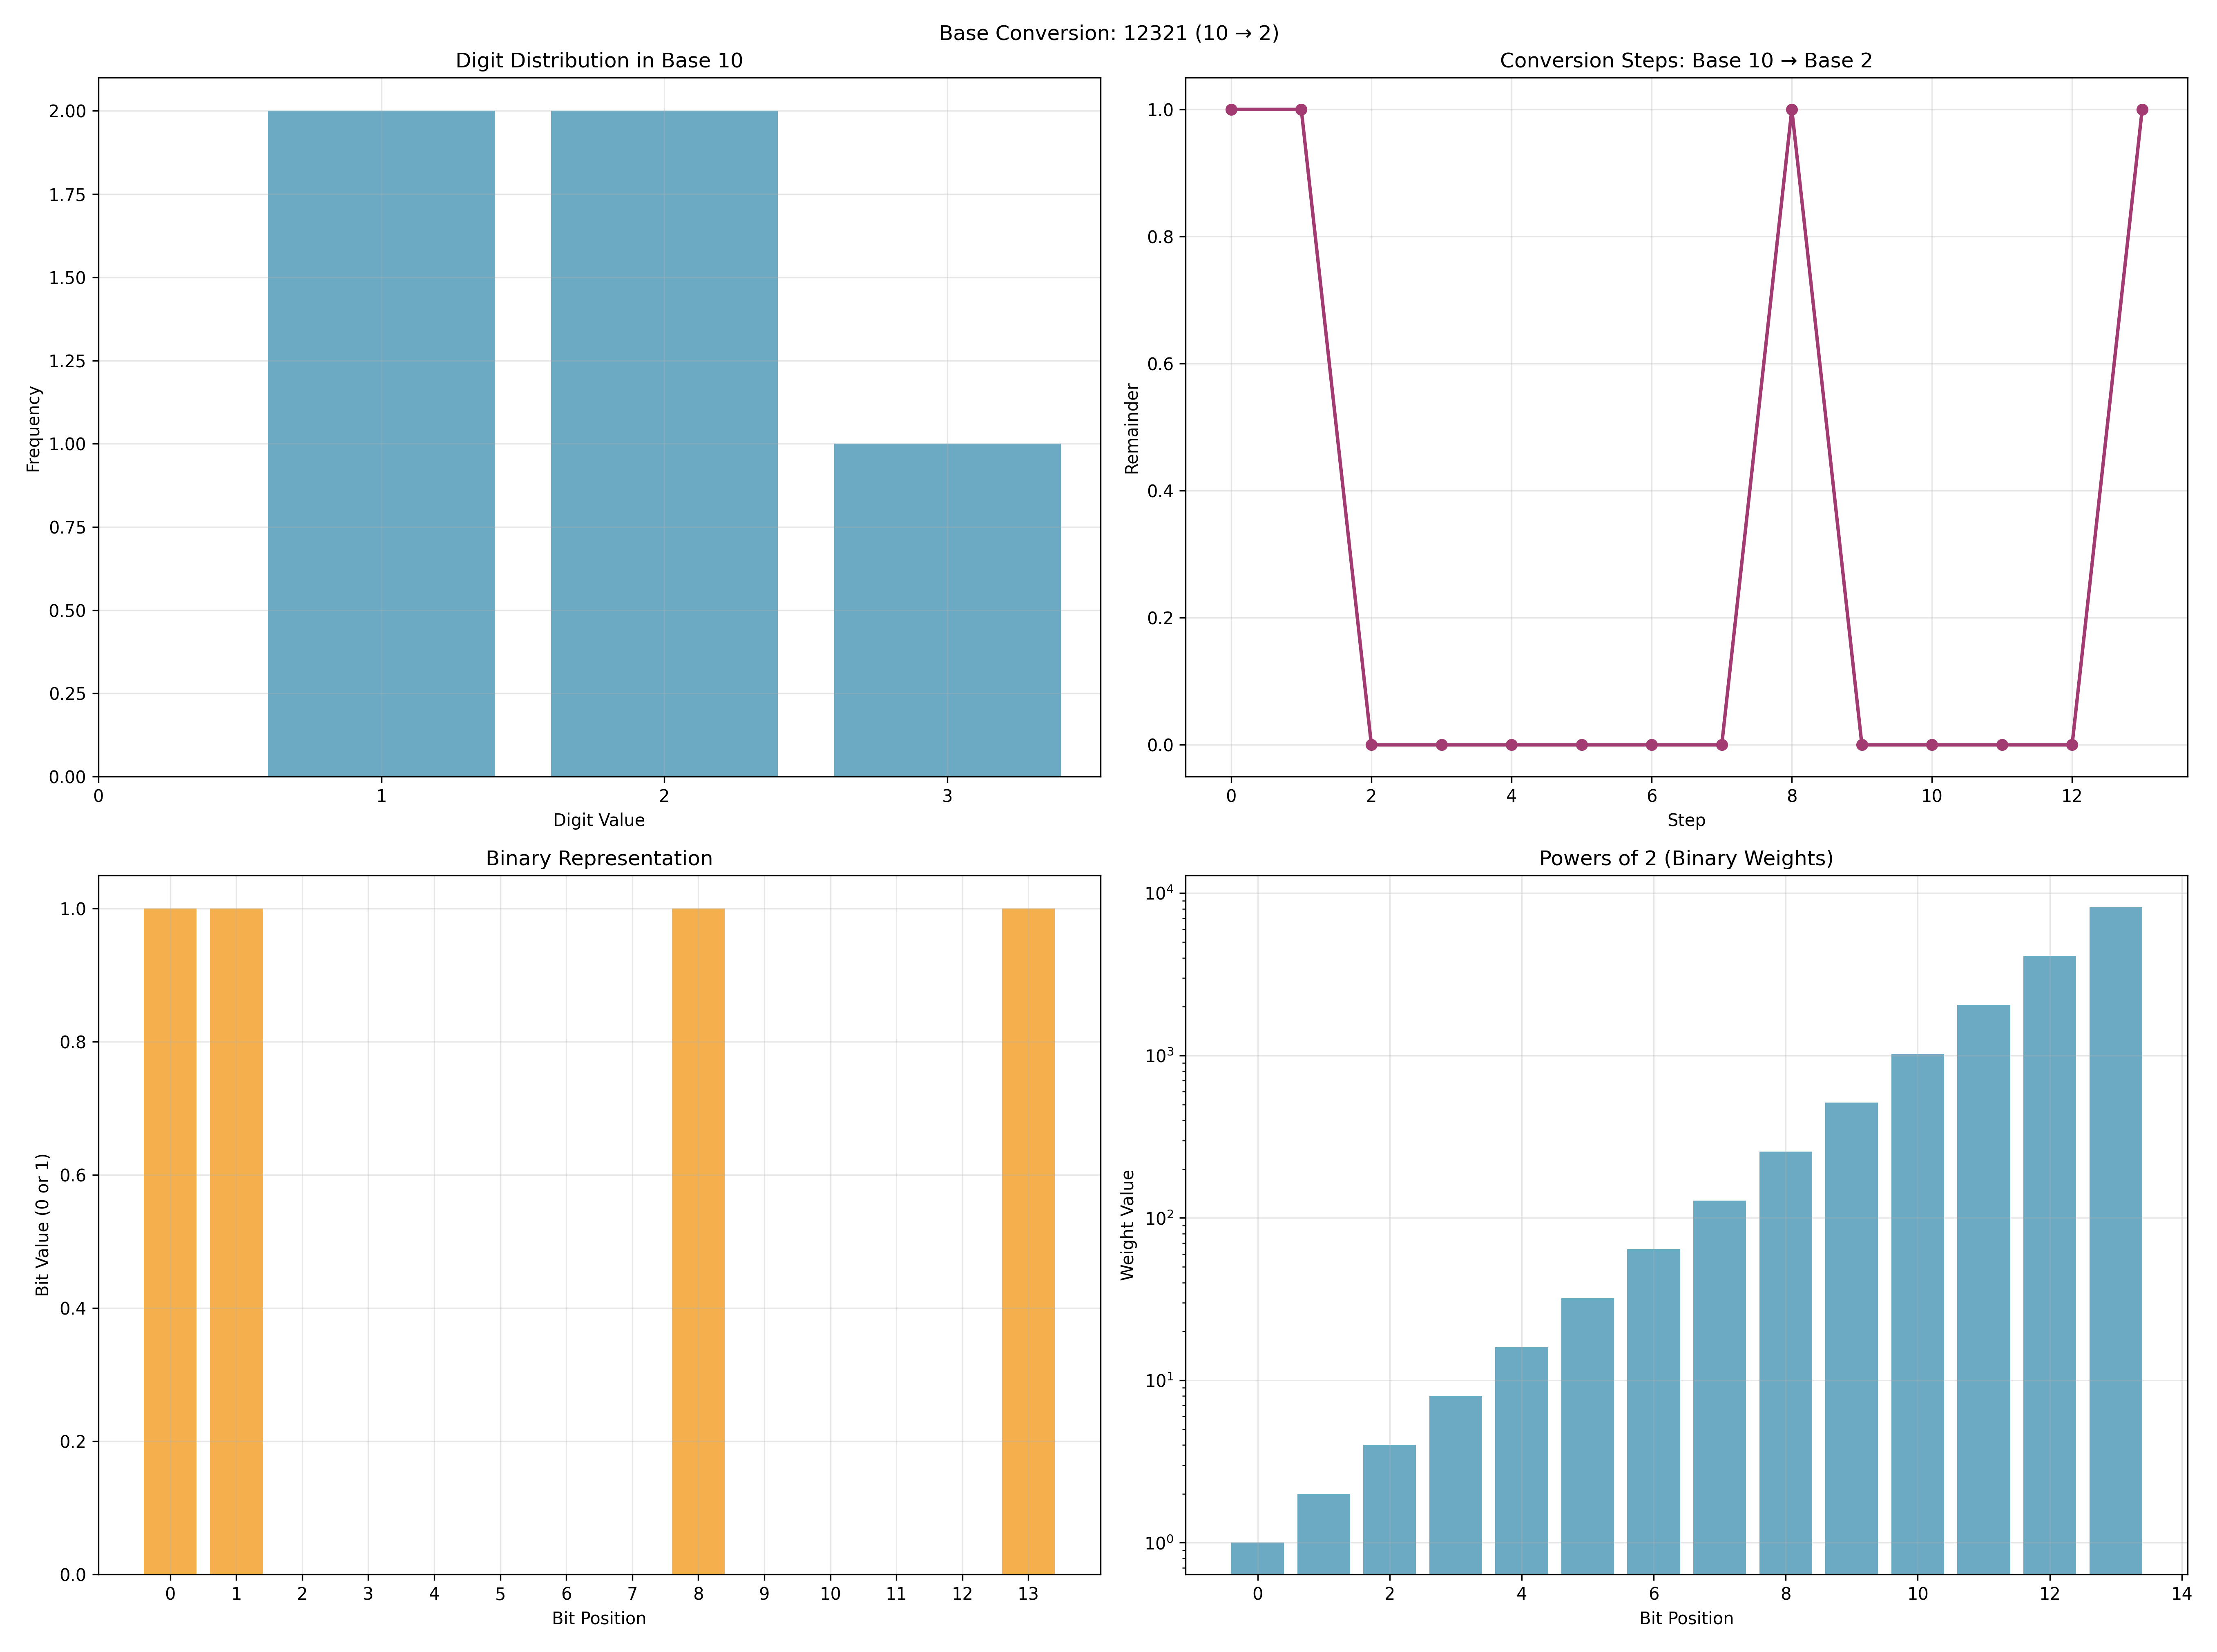 Base Conversion: 12321 (10 → 2)
Digit Distribution in Base 10
2.00
1.75
1.50
1.25
1.00
0.75
0.50
0.25
0.00
Frequency
0 1 2 3
Digit Value
Conversion Steps: Base 10 → Base 2
1.0
0.8
0.6
0.4
0.2
0.0
Remainder
0 2 4 6 8 10 12
Step
Binary Representation
1.0
0.8
0.6
0.4
0.2
0.0
Bit Value (0 or 1)
0 1 2 3 4 5 6 7 8 9 10 11 12 13
Bit Position
Powers of 2 (Binary Weights)
10⁴
10³
10²
10¹
10⁰
Weight Value
0 2 4 6 8 10 12 14
Bit Position